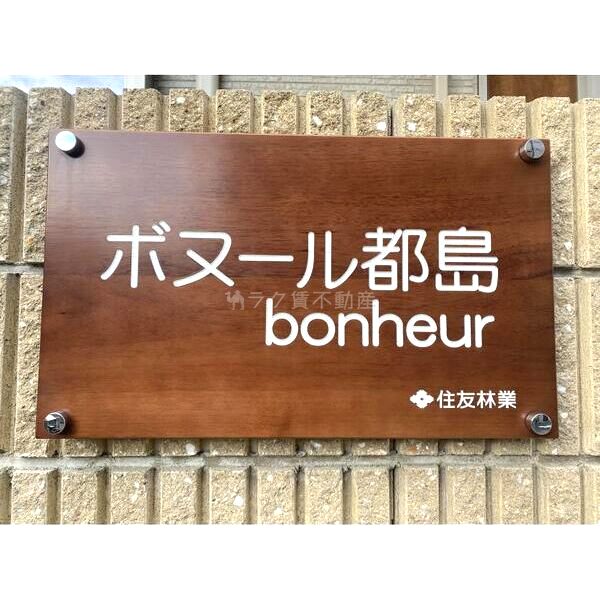 ボヌール都島
ラク賃不動産
bonheur
住友林業